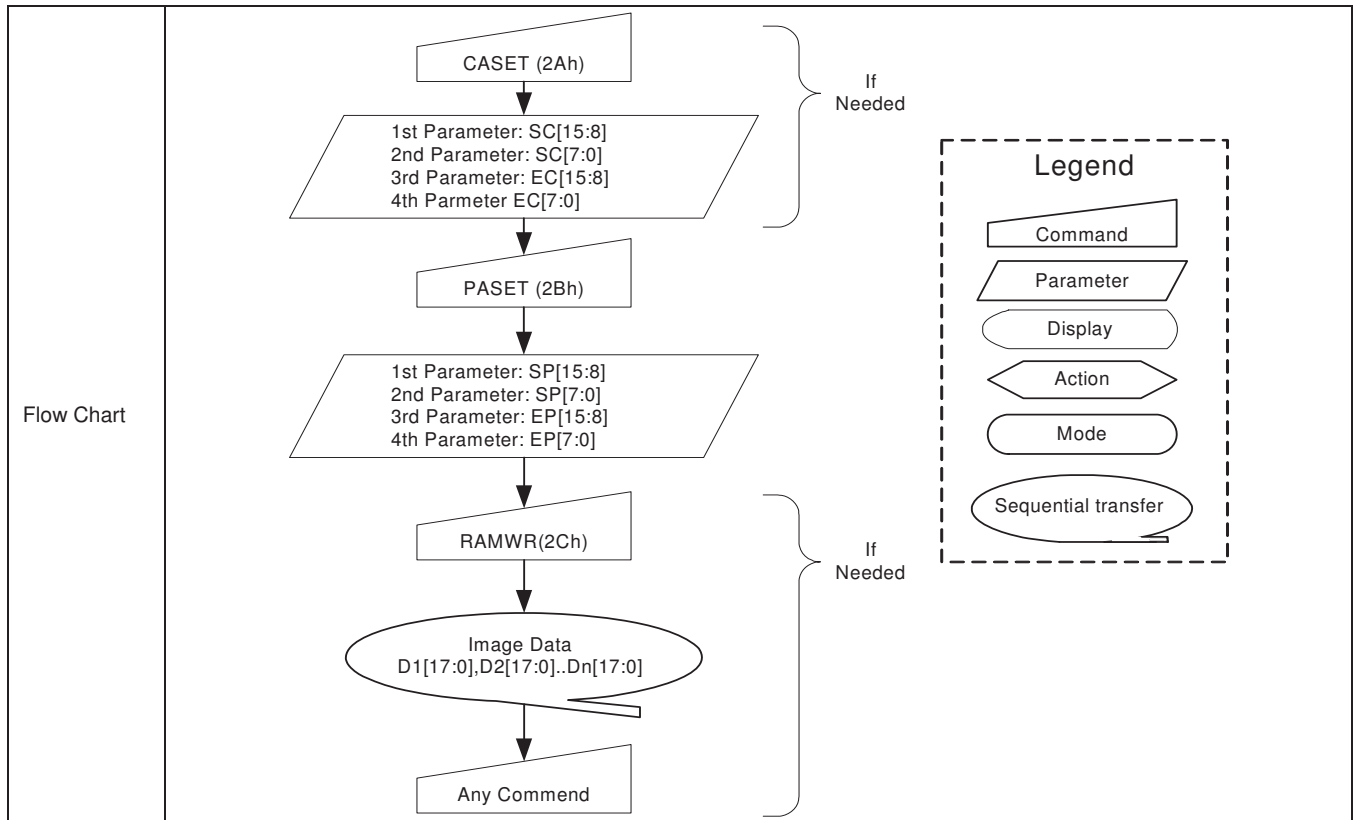 Flow Chart
CASET (2Ah)
If
Needed
1st Parameter: SC[15:8]
2nd Parameter: SC[7:0]
3rd Parameter: EC[15:8]
4th Parmeter EC[7:0]
PASET (2Bh)
1st Parameter: SP[15:8]
2nd Parameter: SP[7:0]
3rd Parameter: EP[15:8]
4th Parameter: EP[7:0]
RAMWR(2Ch)
If
Needed
Image Data
D1[17:0],D2[17:0]..Dn[17:0]
Any Commend
Legend
Command
Parameter
Display
Action
Mode
Sequential transfer